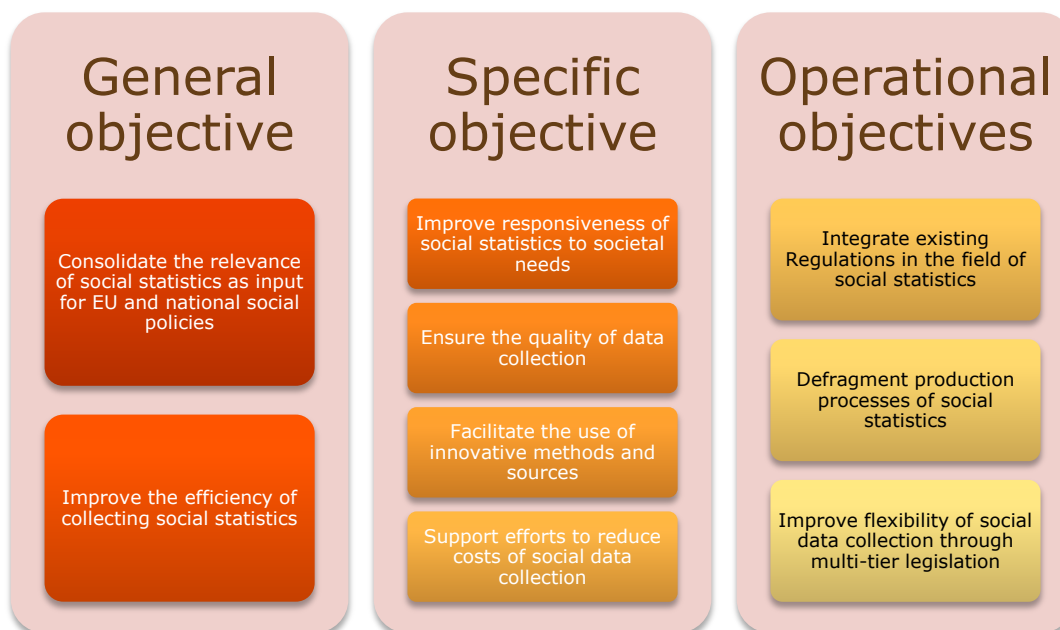 General
objective
Consolidate the relevance
of social statistics as input
for EU and national social
policies
Improve the efficiency of
collecting social statistics
Specific
objective
Improve responsiveness of
social statistics to societal
needs
Ensure the quality of data
collection
Facilitate the use of
innovative methods and
sources
Support efforts to reduce
costs of social data
collection
Operational
objectives
Integrate existing
Regulations in the field of
social statistics
Defragment production
processes of social
statistics
Improve flexibility of social
data collection through
multi-tier legislation